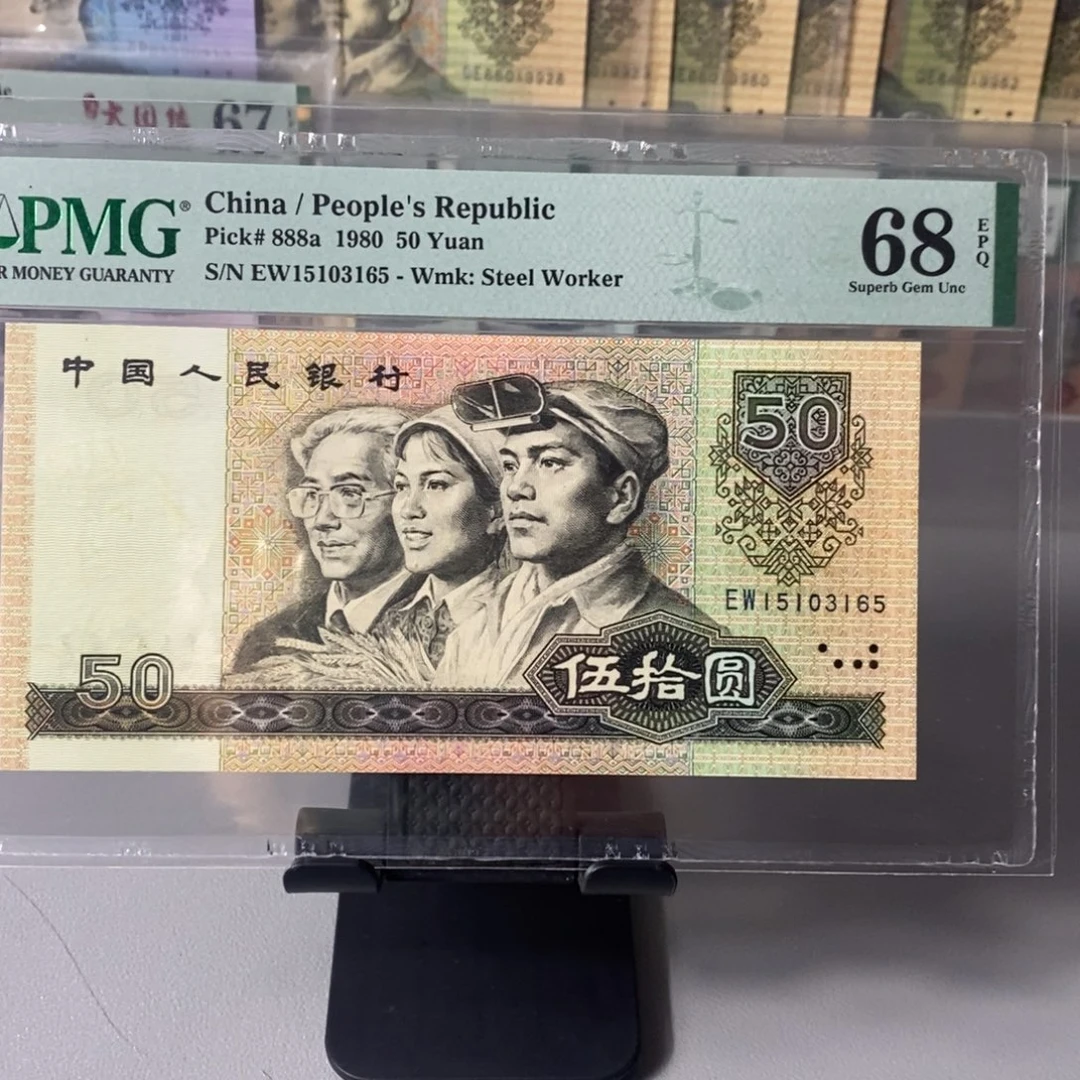 67
PMG®
China / People's Republic
Pick# 888a 1980 50 Yuan
S/N EW15103165 - Wmk: Steel Worker
R MONEY GUARANTY
68
EPQ
Superb Gem Unc
中国人民银行
50
EW15103165
50
伍拾圆